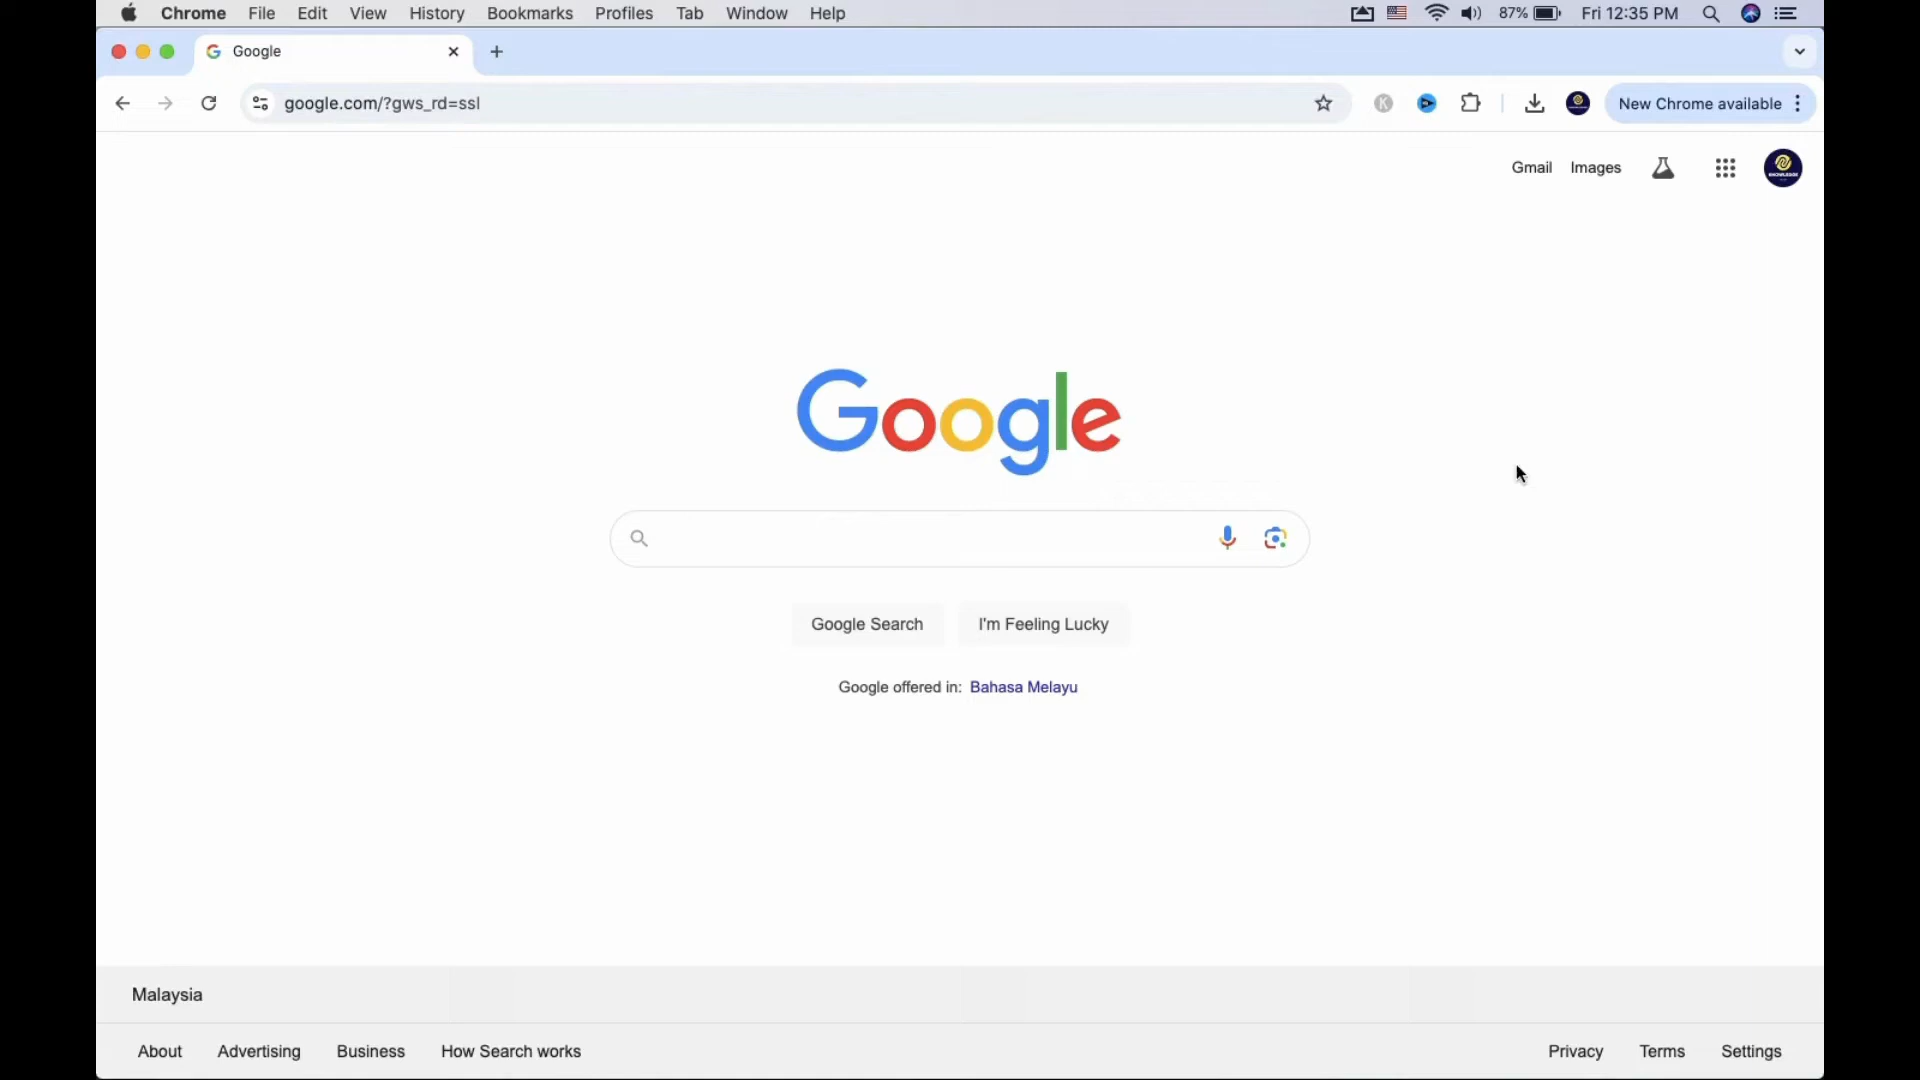 Chrome File Edit View History Bookmarks Profiles Tab Window Help 87% Fri 12:35 PM
Google
google.com/?gws_rd=ssl K New Chrome available
Gmail Images
Google
Google Search I'm Feeling Lucky
Google offered in: Bahasa Melayu
Malaysia
About Advertising Business How Search works Privacy Terms Settings